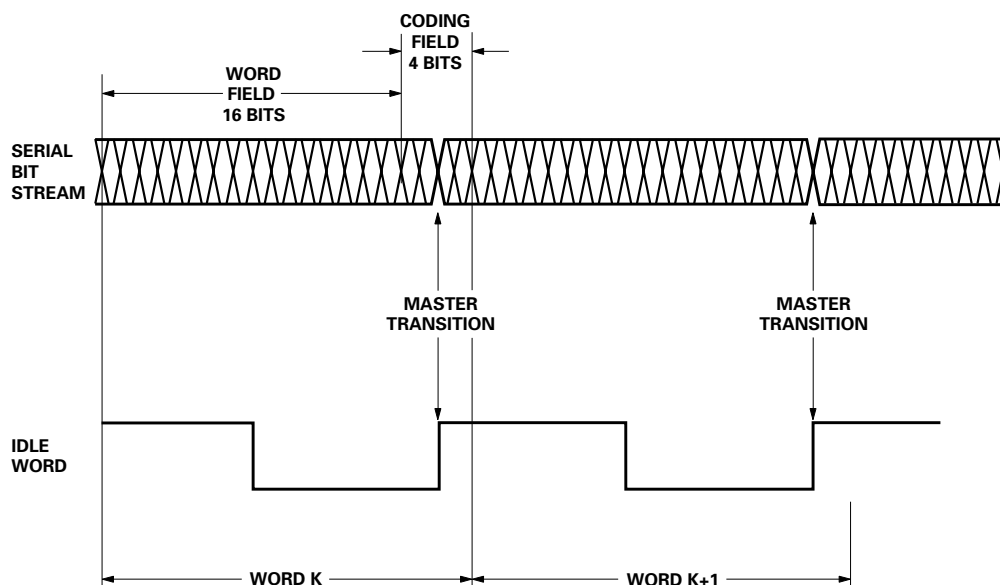 CODING
FIELD
4 BITS
WORD
FIELD
16 BITS
SERIAL
BIT
STREAM
MASTER
TRANSITION
MASTER
TRANSITION
IDLE
WORD
WORD K
WORD K+1